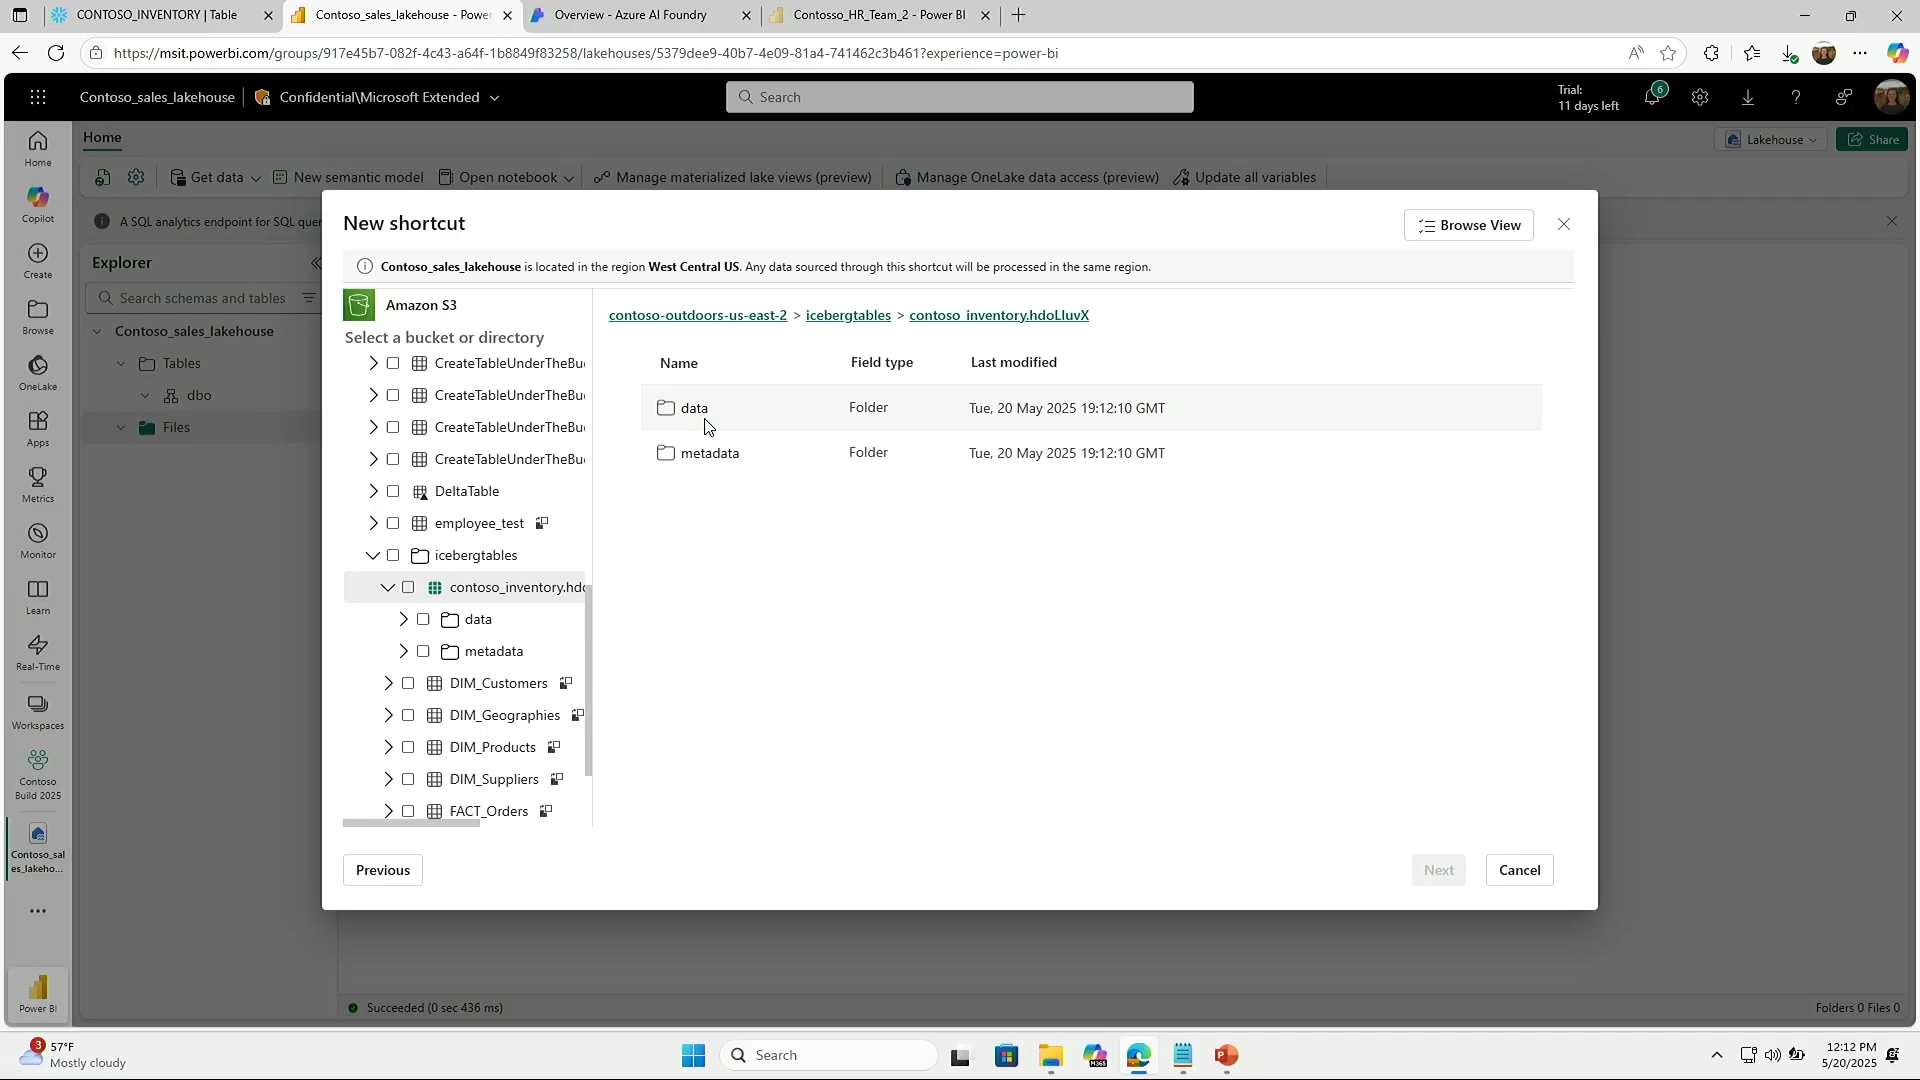 CONTOSO_INVENTORY | Table
Contoso_sales_lakehouse - Power
Overview - Azure AI Foundry
Contosso_HR_Team_2 - Power BI
https://msit.powerbi.com/groups/917e45b7-082f-4c43-a64f-1b8849f83258/lakehouses/5379dee9-40b7-4e09-81a4-741462c3b461?experience=power-bi
Contoso_sales_lakehouse
Confidential\Microsoft Extended
Search
Trial:
11 days left
6
Home
Lakehouse
Share
Get data
New semantic model
Open notebook
Manage materialized lake views (preview)
Manage OneLake data access (preview)
Update all variables
A SQL analytics endpoint for SQL quer
Explorer
Search schemas and tables
Contoso_sales_lakehouse
Tables
dbo
Files
Home
Copilot
Create
Browse
OneLake
Apps
Metrics
Monitor
Learn
Real-Time
Workspaces
Contoso
Build 2025
Contoso_sal
es_lakeho...
Power BI
New shortcut
Browse View
Contoso_sales_lakehouse is located in the region West Central US. Any data sourced through this shortcut will be processed in the same region.
Amazon S3
Select a bucket or directory
CreateTableUnderTheBu
CreateTableUnderTheBu
CreateTableUnderTheBu
CreateTableUnderTheBu
DeltaTable
employee_test
icebergtables
contoso_inventory.hdo
data
metadata
DIM_Customers
DIM_Geographies
DIM_Products
DIM_Suppliers
FACT_Orders
contoso-outdoors-us-east-2 > icebergtables > contoso_inventory.hdoLluvX
Name Field type Last modified
data Folder Tue, 20 May 2025 19:12:10 GMT
metadata Folder Tue, 20 May 2025 19:12:10 GMT
Previous
Next
Cancel
Succeeded (0 sec 436 ms)
Folders 0 Files 0
3
57°F
Mostly cloudy
Search
M365
12:12 PM
5/20/2025